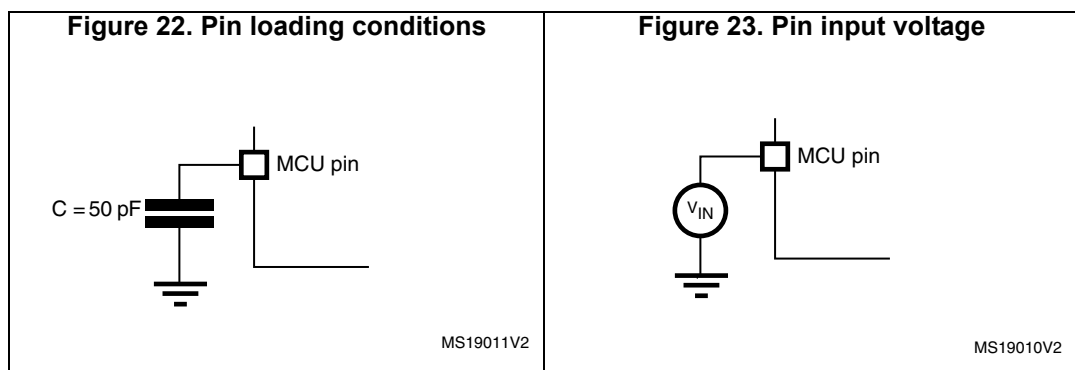 Figure 22. Pin loading conditions
Figure 23. Pin input voltage
MCU pin
C = 50 pF
MS19011V2
MCU pin
VIN
MS19010V2